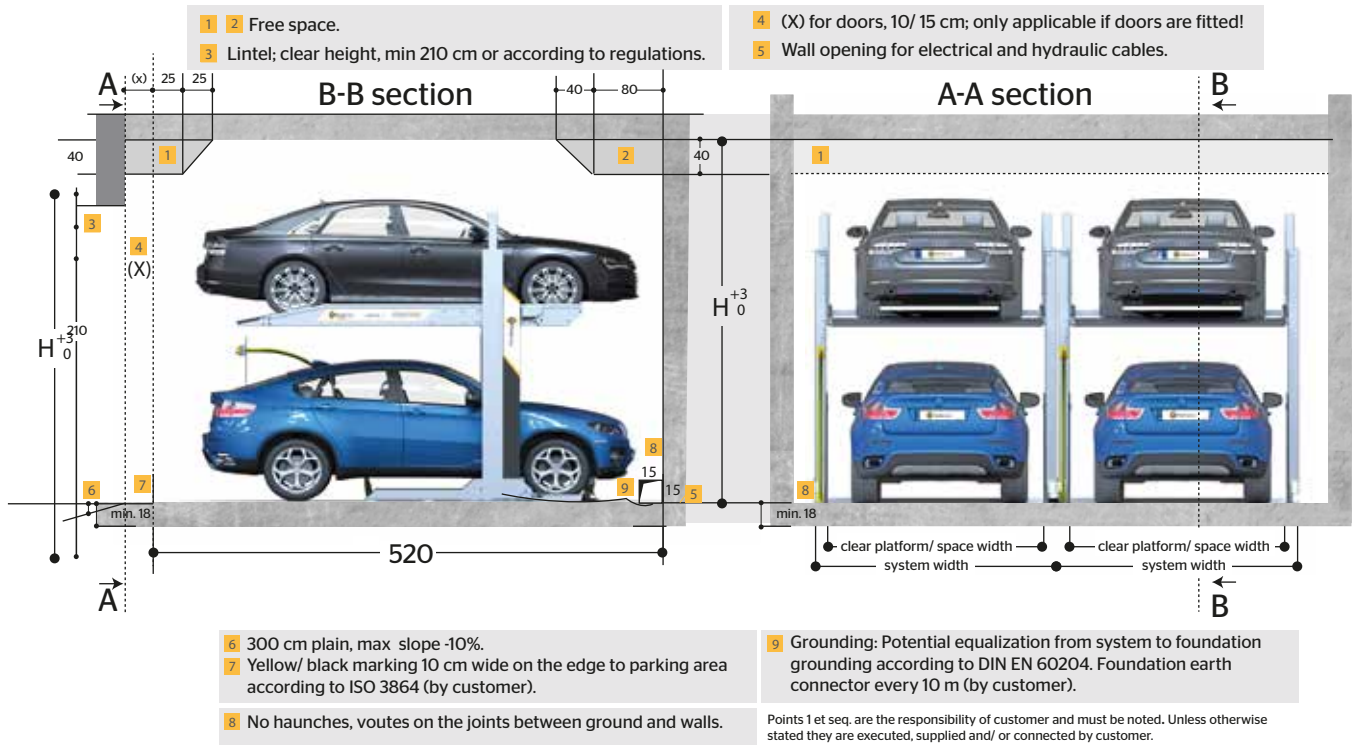 1 2 Free space.
3 Lintel; clear height, min 210 cm or according to regulations.
4 (X) for doors, 10/ 15 cm; only applicable if doors are fitted!
5 Wall opening for electrical and hydraulic cables.
A (x) 25 25
B-B section
40 80
A-A section
B
40
1
2
40
1
3
4
(X)
H +3 0
210
H +3 0
8
15
6
7
9
15
5
8
min. 18
min. 18
520
clear platform/ space width
clear platform/ space width
system width
system width
A
B
6 300 cm plain, max slope -10%.
7 Yellow/ black marking 10 cm wide on the edge to parking area
according to ISO 3864 (by customer).
8 No haunches, voutes on the joints between ground and walls.
9 Grounding: Potential equalization from system to foundation
grounding according to DIN EN 60204. Foundation earth
connector every 10 m (by customer).
Points 1 et seq. are the responsibility of customer and must be noted. Unless otherwise
stated they are executed, supplied and/ or connected by customer.